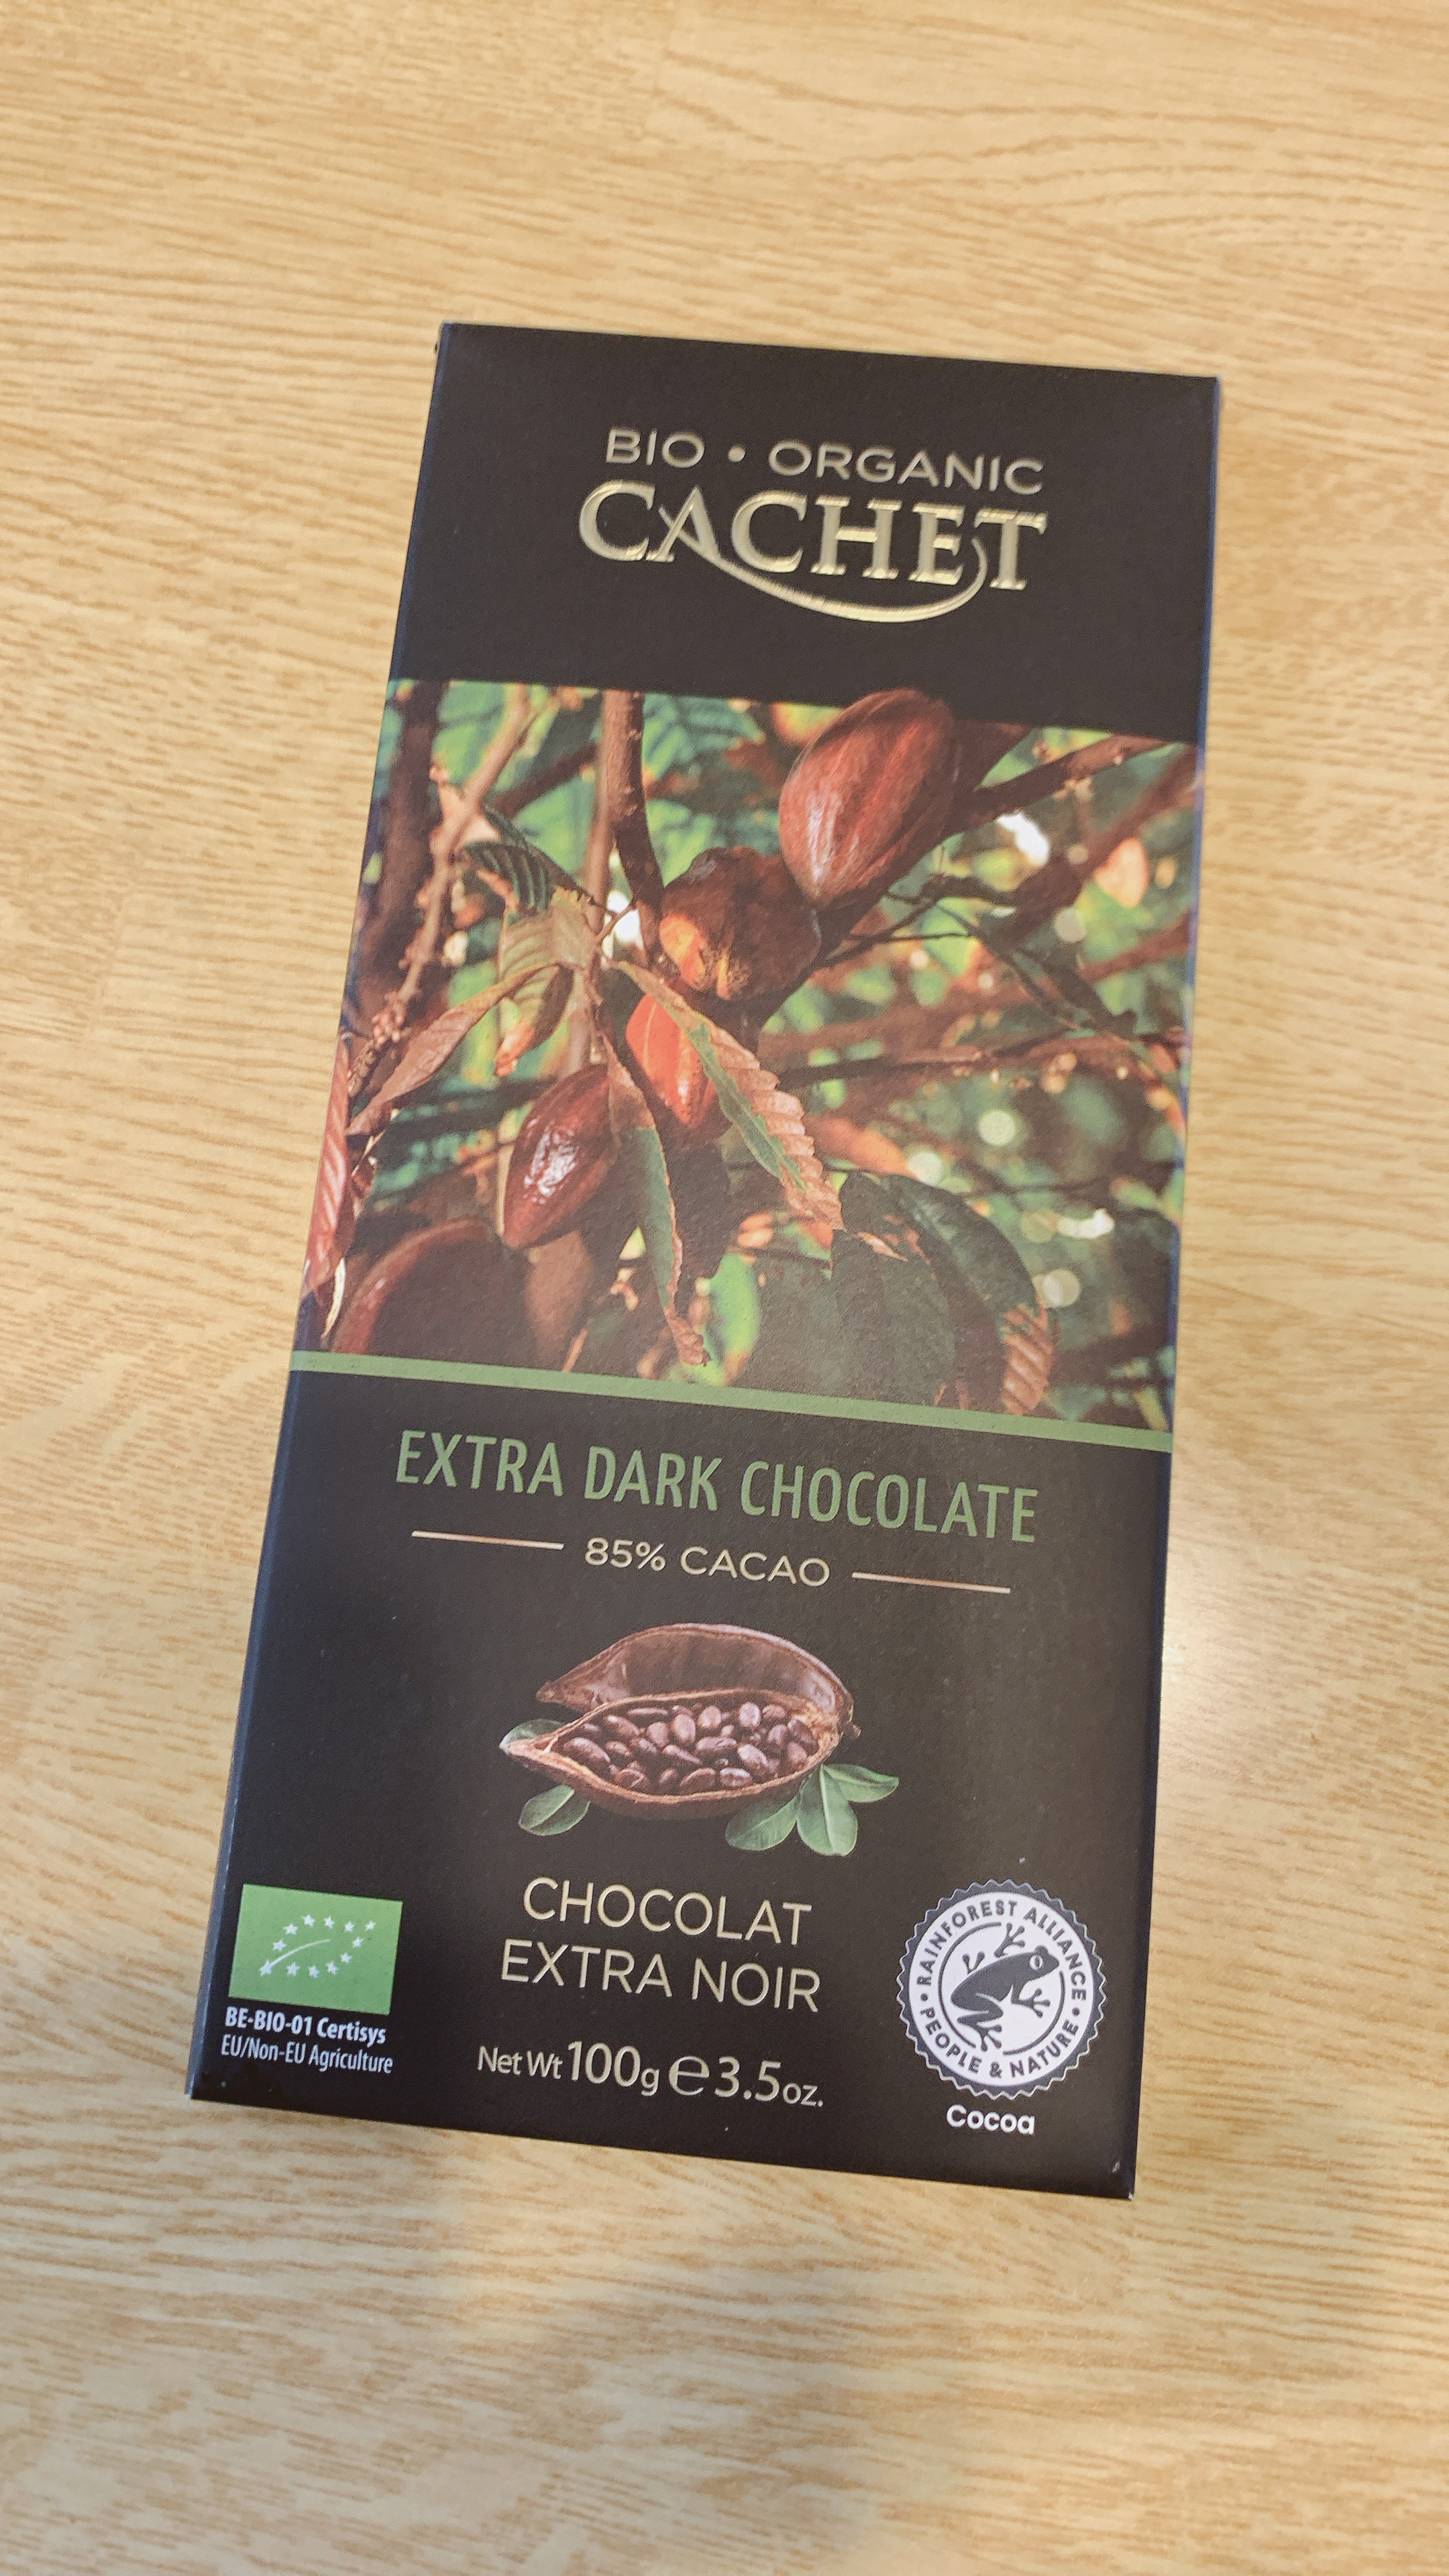 BIO • ORGANIC
CACHET
EXTRA DARK CHOCOLATE
85% CACAO
CHOCOLAT
EXTRA NOIR
Net Wt 100g ℮ 3.5oz.
BE-BIO-01 Certisys
EU/Non-EU Agriculture
RAINFOREST ALLIANCE
• PEOPLE & NATURE •
Cocoa